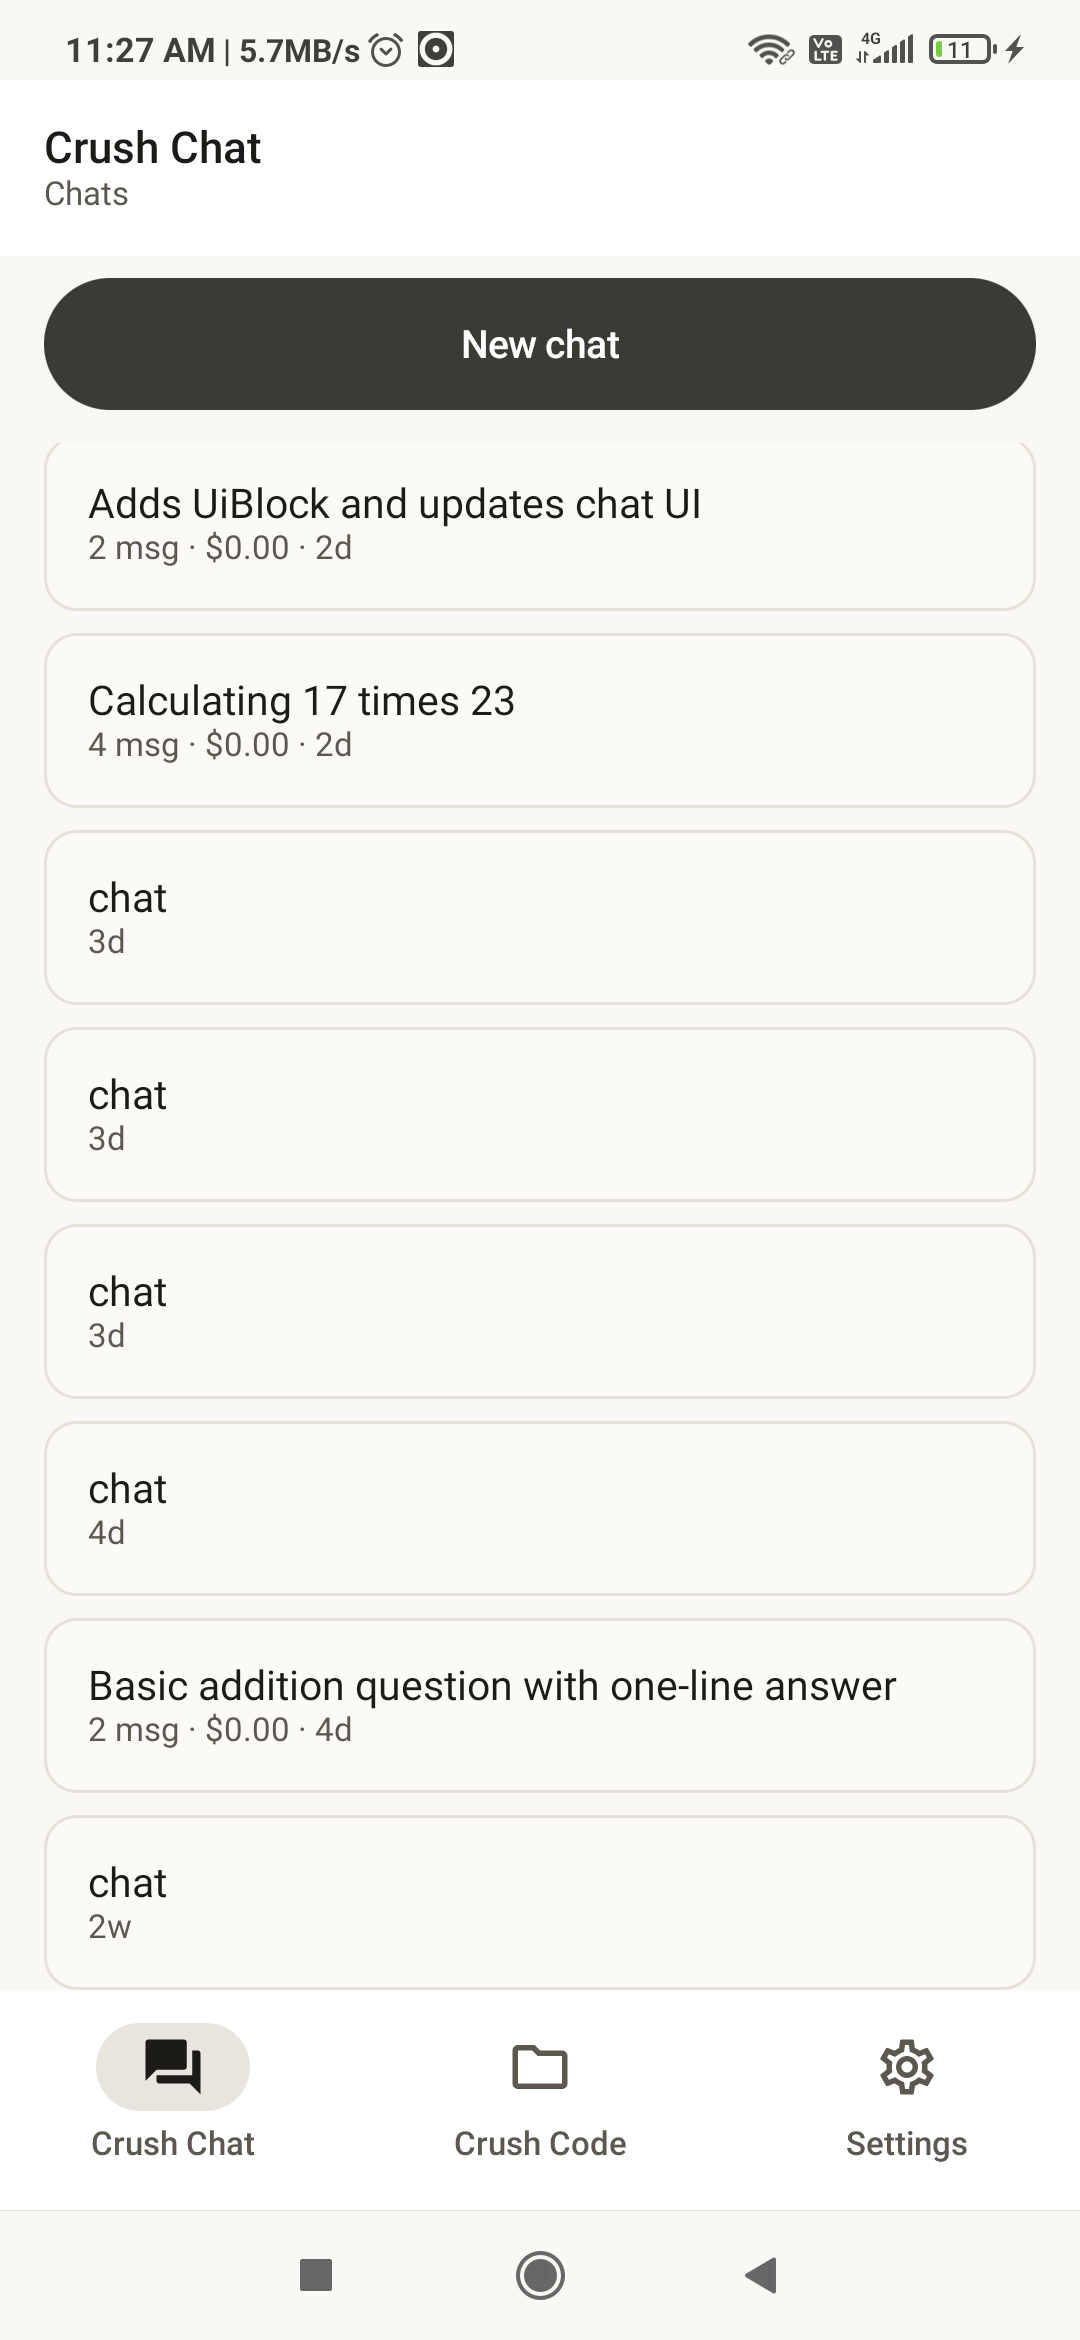 11:27 AM | 5.7MB/s
Vo LTE
4G
11
Crush Chat
Chats
New chat
Adds UiBlock and updates chat UI
2 msg · $0.00 · 2d
Calculating 17 times 23
4 msg · $0.00 · 2d
chat
3d
chat
3d
chat
3d
chat
4d
Basic addition question with one-line answer
2 msg · $0.00 · 4d
chat
2w
Crush Chat
Crush Code
Settings